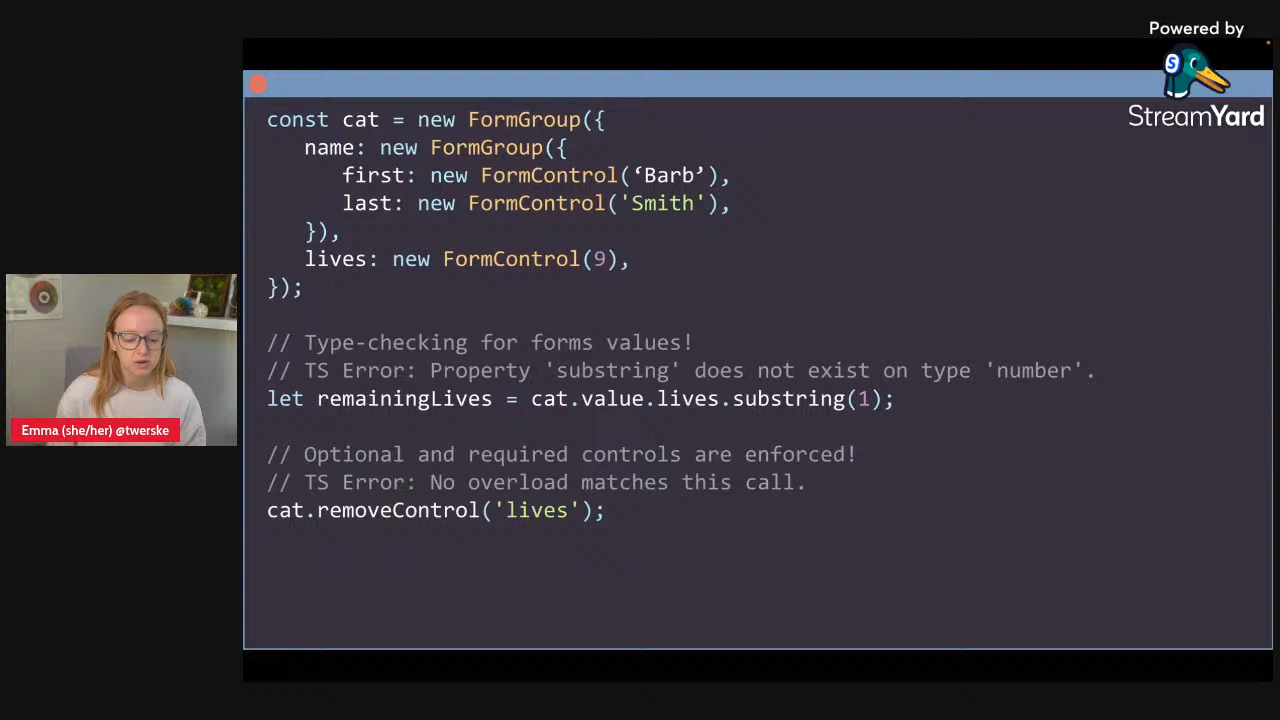 Powered by
StreamYard
const cat = new FormGroup({
name: new FormGroup({
first: new FormControl(‘Barb’),
last: new FormControl('Smith'),
}),
lives: new FormControl(9),
});
// Type-checking for forms values!
// TS Error: Property 'substring' does not exist on type 'number'.
let remainingLives = cat.value.lives.substring(1);
// Optional and required controls are enforced!
// TS Error: No overload matches this call.
cat.removeControl('lives');
Emma (she/her) @twerske